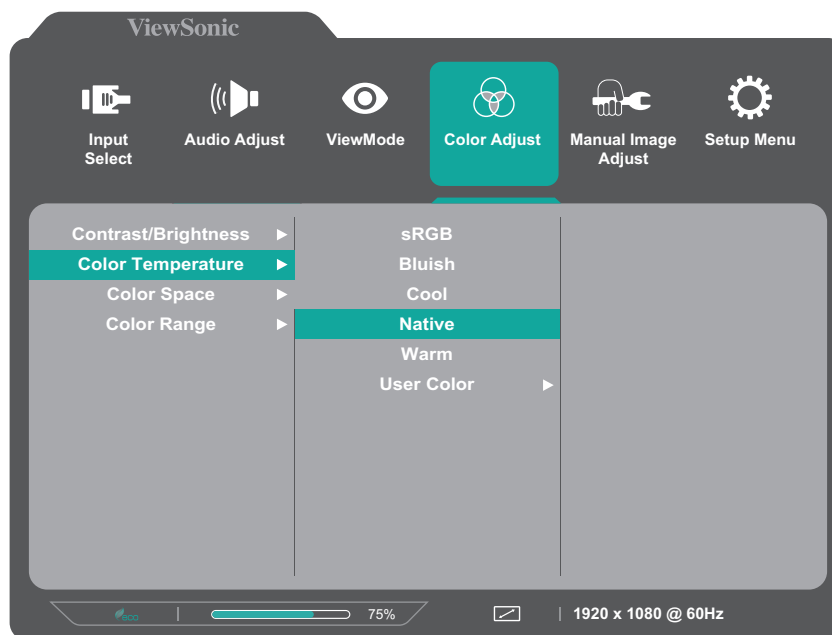 ViewSonic
Input Select
Audio Adjust
ViewMode
Color Adjust
Manual Image Adjust
Setup Menu
Contrast/Brightness
Color Temperature
Color Space
Color Range
sRGB
Bluish
Cool
Native
Warm
User Color
eco
75%
1920 x 1080 @ 60Hz